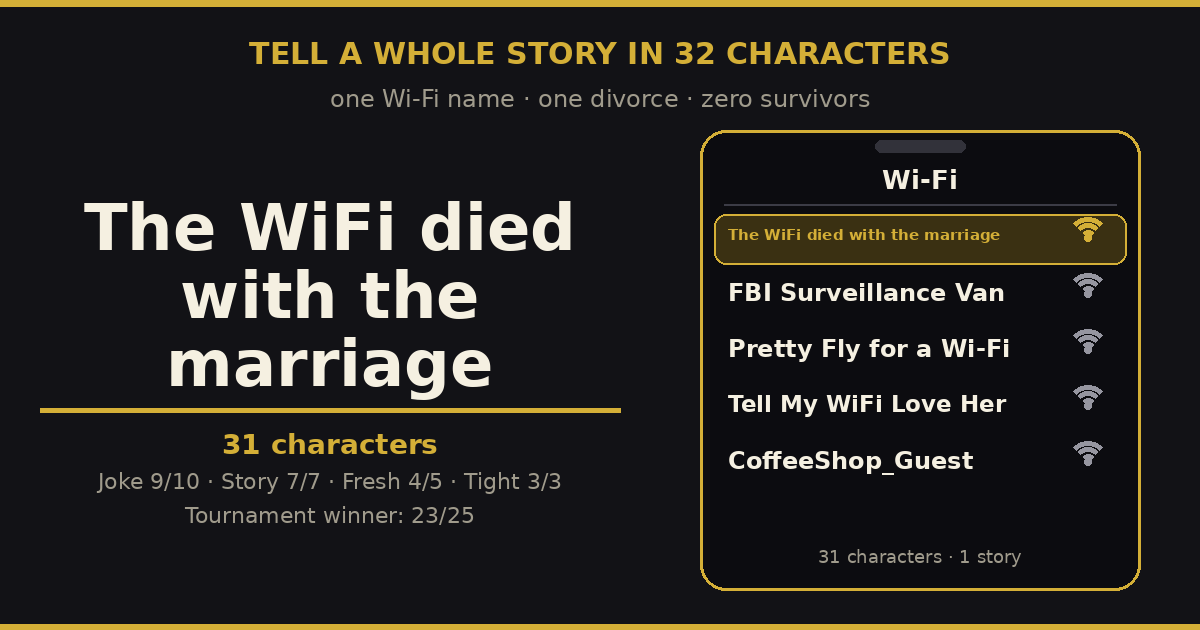 TELL A WHOLE STORY IN 32 CHARACTERS
one Wi-Fi name · one divorce · zero survivors
The WiFi died
with the
marriage
31 characters
Joke 9/10 · Story 7/7 · Fresh 4/5 · Tight 3/3
Tournament winner: 23/25
Wi-Fi
The WiFi died with the marriage
FBI Surveillance Van
Pretty Fly for a Wi-Fi
Tell My WiFi Love Her
CoffeeShop_Guest
31 characters · 1 story